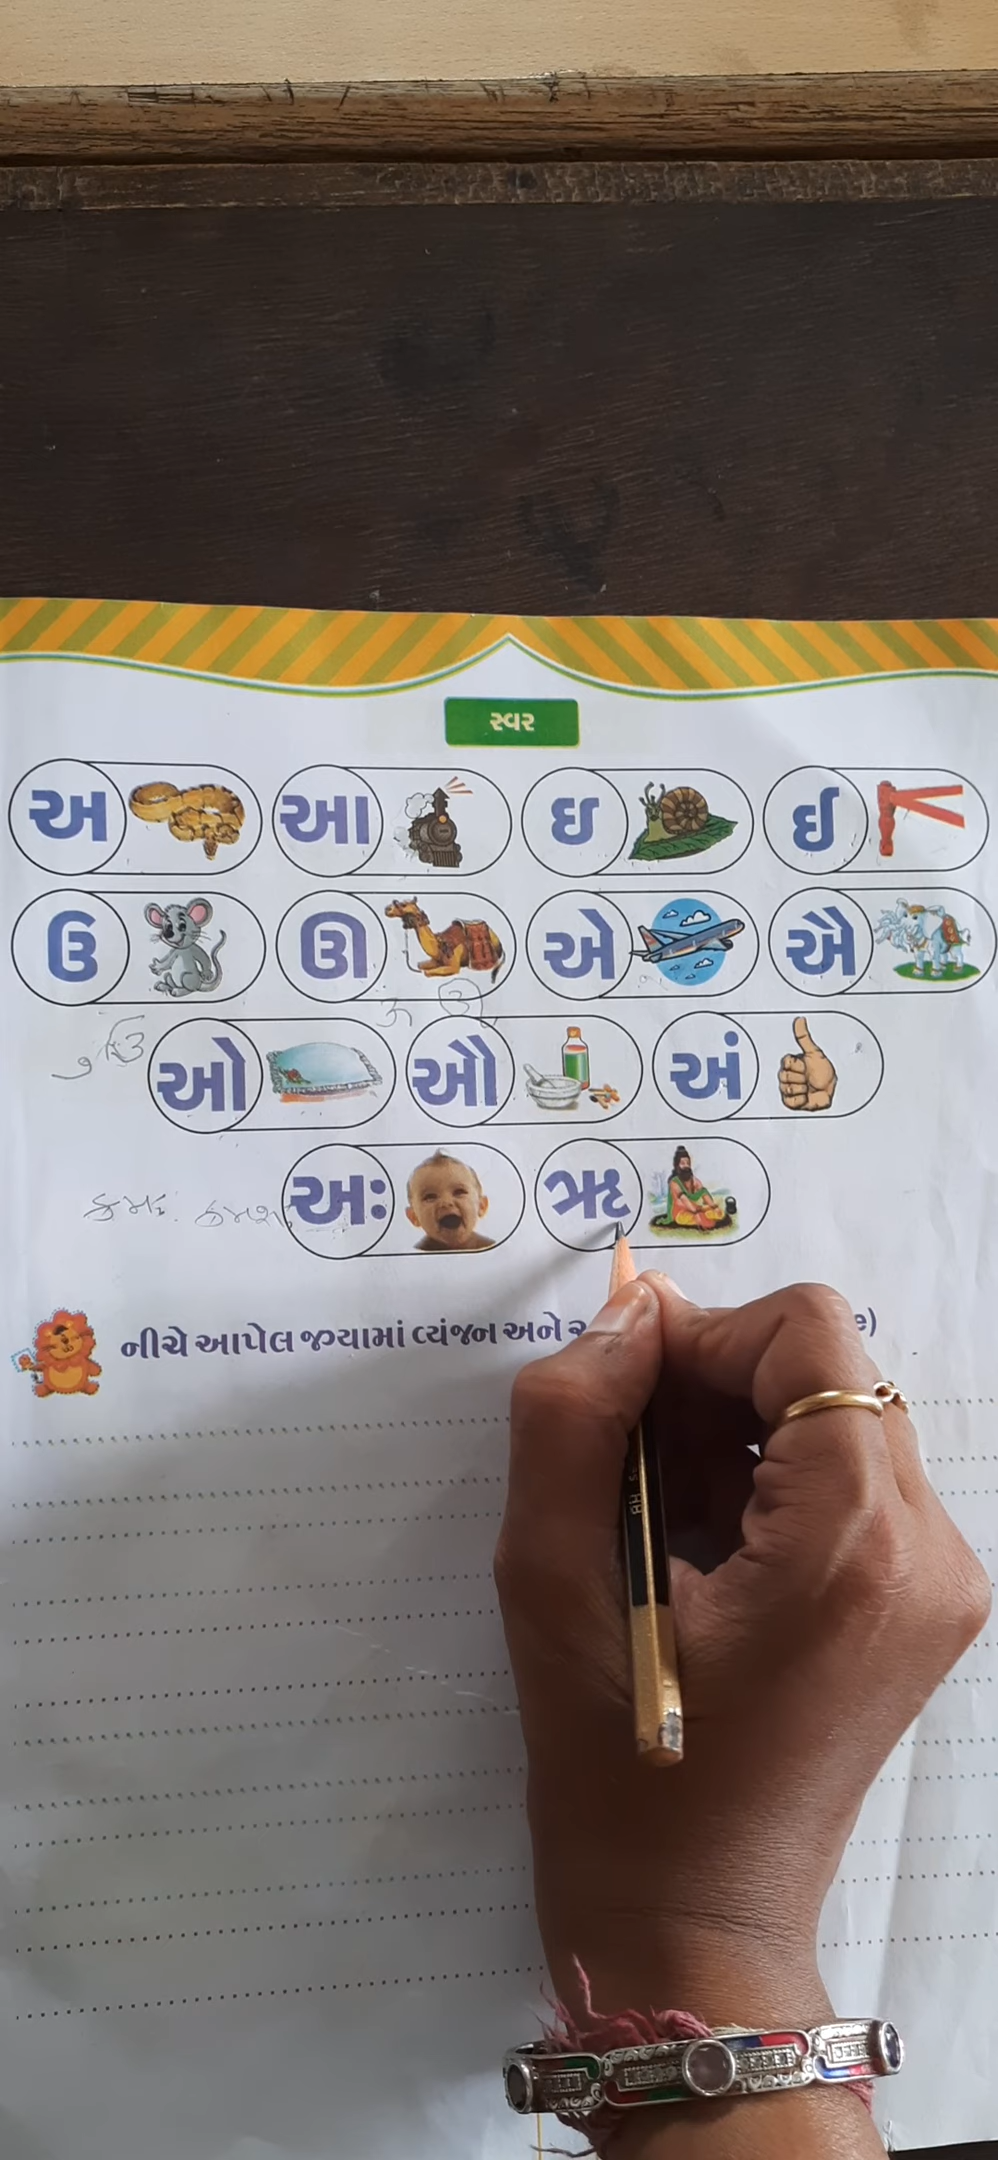 સ્વર
અ આ ઇ ઈ
ઉ ઊ એ ઐ
ઓ ઔ અં
અઃ ઋ
નીચે આપેલ જગ્યામાં વ્યંજન અને